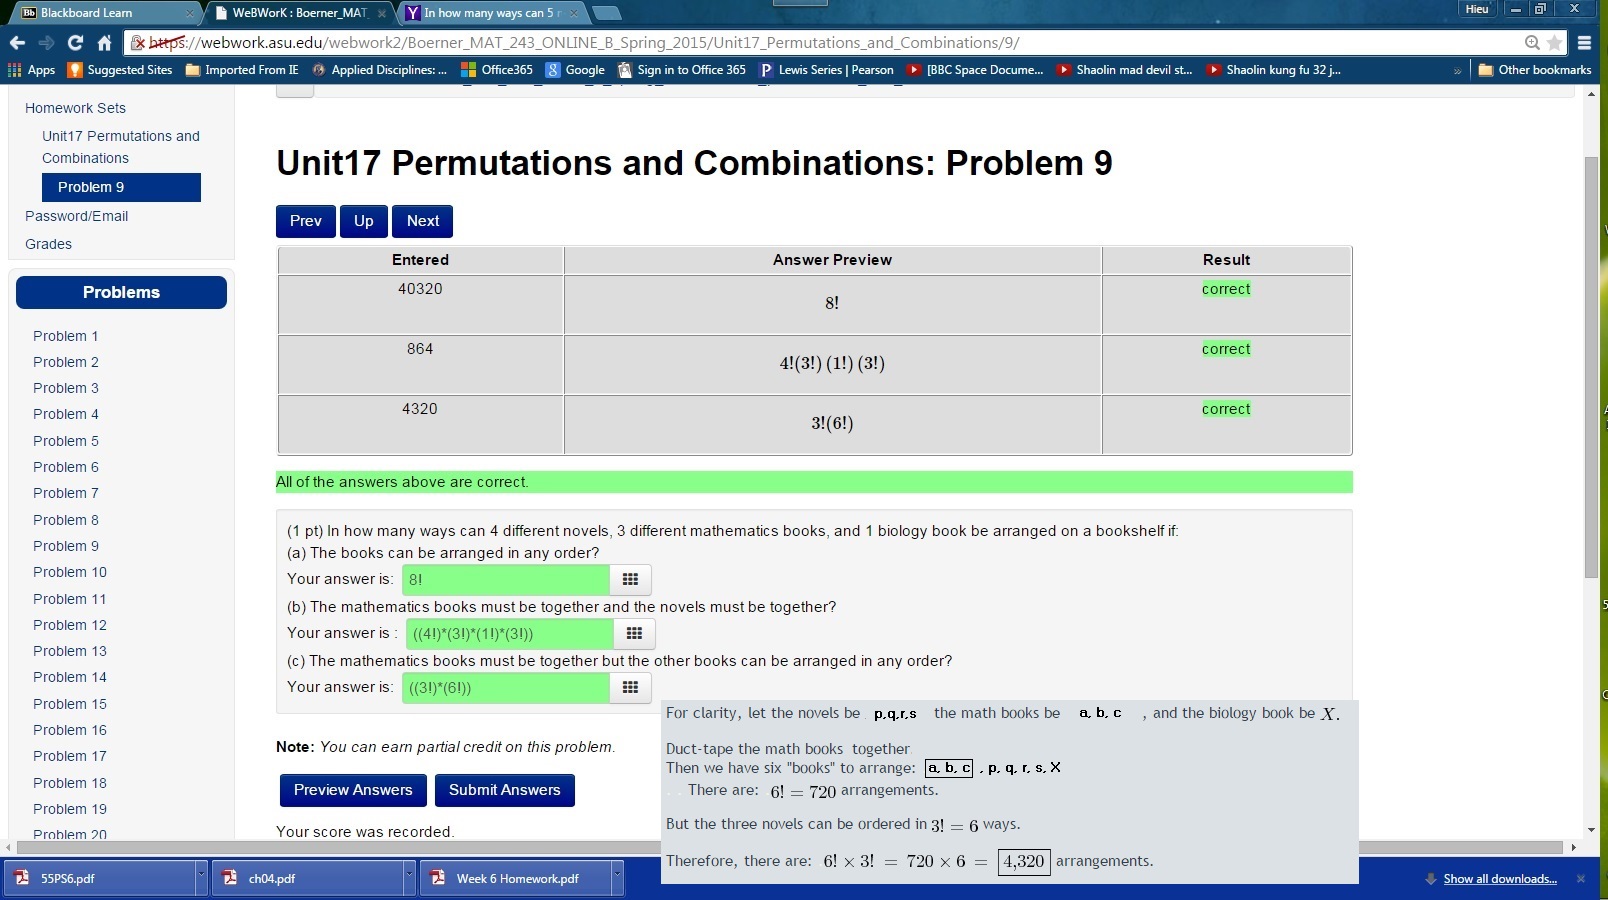 Blackboard Learn
WeBWorK : Boerner_MAT_
In how many ways can 5 r
Hieu
https://webwork.asu.edu/webwork2/Boerner_MAT_243_ONLINE_B_Spring_2015/Unit17_Permutations_and_Combinations/9/
Apps Suggested Sites Imported From IE Applied Disciplines: ... Office365 Google Sign in to Office 365 Lewis Series | Pearson [BBC Space Docume... Shaolin mad devil st... Shaolin kung fu 32 j... » Other bookmarks
Homework Sets
Unit17 Permutations and
Combinations
Problem 9
Password/Email
Grades
Problems
Problem 1
Problem 2
Problem 3
Problem 4
Problem 5
Problem 6
Problem 7
Problem 8
Problem 9
Problem 10
Problem 11
Problem 12
Problem 13
Problem 14
Problem 15
Problem 16
Problem 17
Problem 18
Problem 19
Problem 20
Unit17 Permutations and Combinations: Problem 9
Prev Up Next
Entered Answer Preview Result
40320 8! correct
864 4!(3!) (1!) (3!) correct
4320 3!(6!) correct
All of the answers above are correct.
(1 pt) In how many ways can 4 different novels, 3 different mathematics books, and 1 biology book be arranged on a bookshelf if:
(a) The books can be arranged in any order?
Your answer is: 8!
(b) The mathematics books must be together and the novels must be together?
Your answer is : ((4!)*(3!)*(1!)*(3!))
(c) The mathematics books must be together but the other books can be arranged in any order?
Your answer is: ((3!)*(6!))
Note: You can earn partial credit on this problem.
Preview Answers Submit Answers
Your score was recorded.
For clarity, let the novels be p,q,r,s the math books be a, b, c , and the biology book be X.
Duct-tape the math books together
Then we have six "books" to arrange: a, b, c , p, q, r, s, X
There are: 6! = 720 arrangements.
But the three novels can be ordered in 3! = 6 ways.
Therefore, there are: 6! × 3! = 720 × 6 = 4,320 arrangements.
55PS6.pdf
ch04.pdf
Week 6 Homework.pdf
Show all downloads...